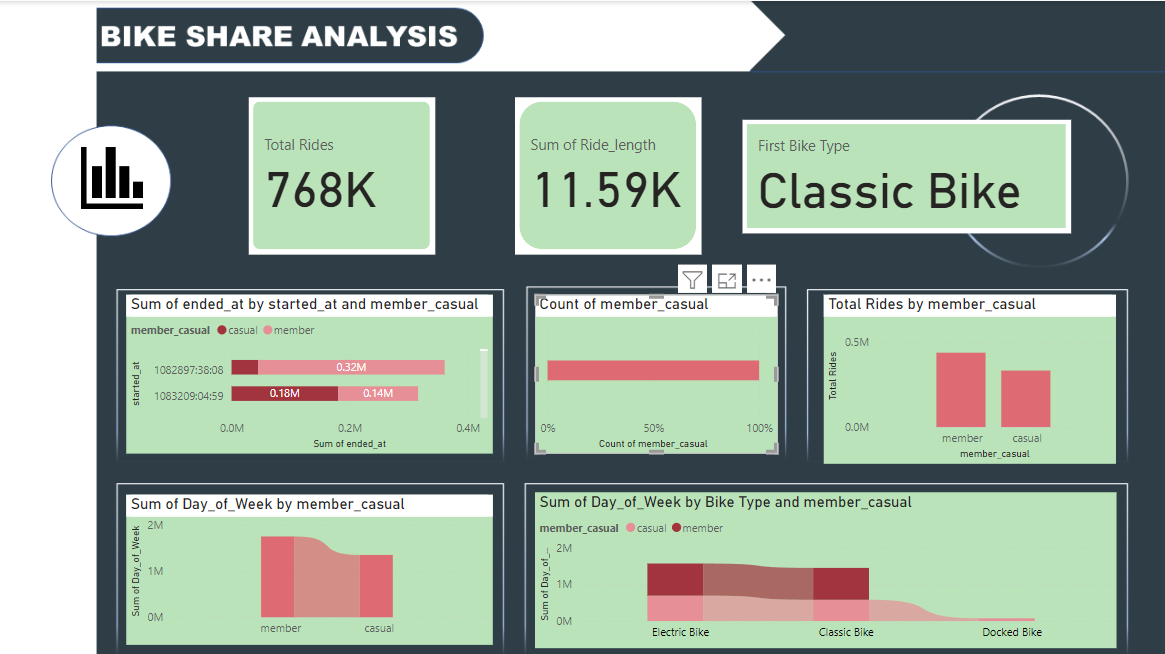 BIKE SHARE ANALYSIS
Total Rides
768K
Sum of Ride_length
11.59K
First Bike Type
Classic Bike
Sum of ended_at by started_at and member_casual
member_casual casual member
started_at
1082897:38:08
0.32M
1083209:04:59
0.18M 0.14M
0.0M 0.2M 0.4M
Sum of ended_at
Count of member_casual
0% 50% 100%
Count of member_casual
Total Rides by member_casual
Total Rides
0.5M
0.0M
member casual
member_casual
Sum of Day_of_Week by member_casual
Sum of Day_of_Week
2M
1M
0M
member casual
Sum of Day_of_Week by Bike Type and member_casual
member_casual casual member
Sum of Day_of_...
2M
1M
0M
Electric Bike Classic Bike Docked Bike